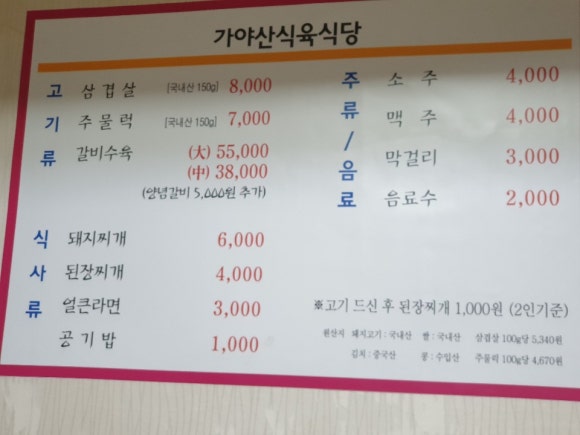 가야산식육식당
고기류
삼겹살 [국내산 150g] 8,000
주물럭 [국내산 150g] 7,000
갈비수육 (大) 55,000
(中) 38,000
(양념갈비 5,000원 추가)
식사류
돼지찌개 6,000
된장찌개 4,000
얼큰라면 3,000
공기밥 1,000
주류/음료
소주 4,000
맥주 4,000
막걸리 3,000
음료수 2,000
※고기 드신 후 된장찌개 1,000원 (2인기준)
원산지 돼지고기 : 국내산 쌀 : 국내산 삼겹살 100g당 5,340원
김치 : 중국산 콩 : 수입산 주물럭 100g당 4,670원